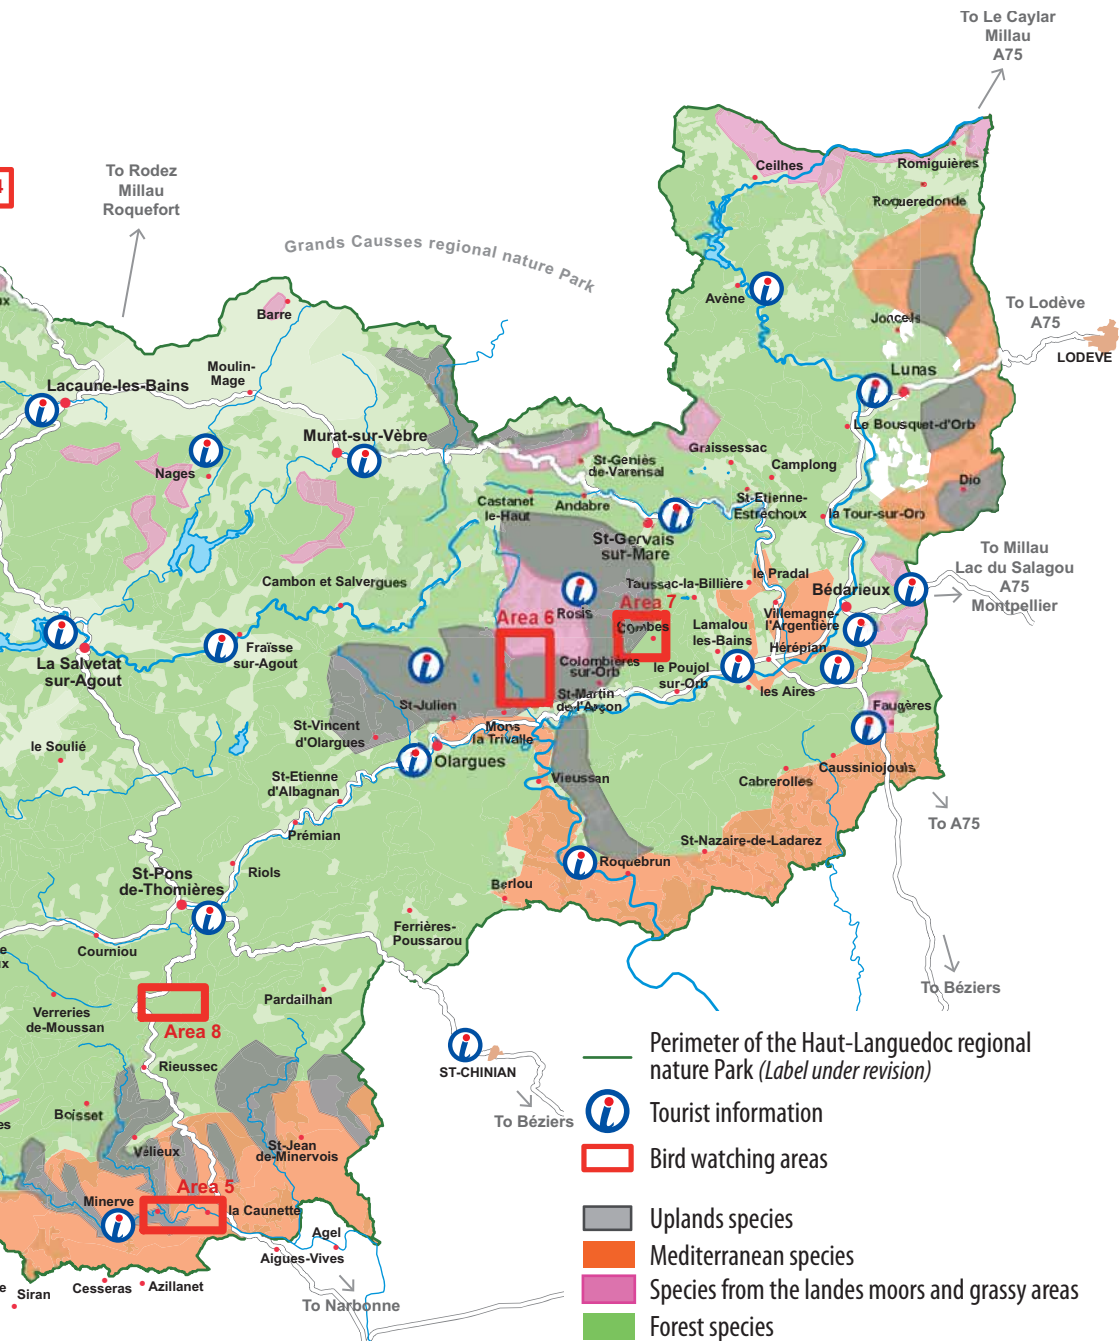 To Le Caylar
Millau
A75
To Rodez
Millau
Roquefort
Grands Causses regional nature Park
Ceilhes
Romiguières
Roqueredonde
Avène
To Lodève
A75
LODEVE
Joncels
Lunas
Le Bousquet-d'Orb
Barre
Moulin-
Mage
Lacaune-les-Bains
Murat-sur-Vèbre
Nages
Graissessac
Camplong
St-Geniès
de-Varensal
Dio
Castanet
le-Haut
Andabre
St-Etienne-
Estréchoux
la Tour-sur-Orb
St-Gervais
sur-Mare
To Millau
Lac du Salagou
A75
Montpellier
Cambon et Salvergues
Taussac-la-Billière
le Pradal
Bédarieux
Rosis
Area 6
Area 7
Combes
Villemagne-
l'Argentière
Lamalou
les-Bains
Hérépian
La Salvetat
sur-Agout
Fraïsse
sur-Agout
Colombières
sur-Orb
le Poujol
sur-Orb
les Aires
St-Martin
de-l'Arçon
St-Julien
Faugères
Mons
la Trivalle
St-Vincent
d'Olargues
le Soulié
Olargues
Caussiniojouls
Cabrerolles
Vieussan
St-Etienne
d'Albagnan
To A75
Prémian
St-Nazaire-de-Ladarez
Roquebrun
Riols
St-Pons
de-Thomières
Berlou
Ferrières-
Poussarou
Courniou
To Béziers
Pardailhan
Verreries
de-Moussan
Area 8
Rieussec
ST-CHINIAN
To Béziers
Boisset
Vélieux
St-Jean
de-Minervois
Area 5
Minerve
la Caunette
Agel
Aigues-Vives
Cesseras
Azillanet
Siran
To Narbonne
Perimeter of the Haut-Languedoc regional
nature Park (Label under revision)
Tourist information
Bird watching areas
Uplands species
Mediterranean species
Species from the landes moors and grassy areas
Forest species